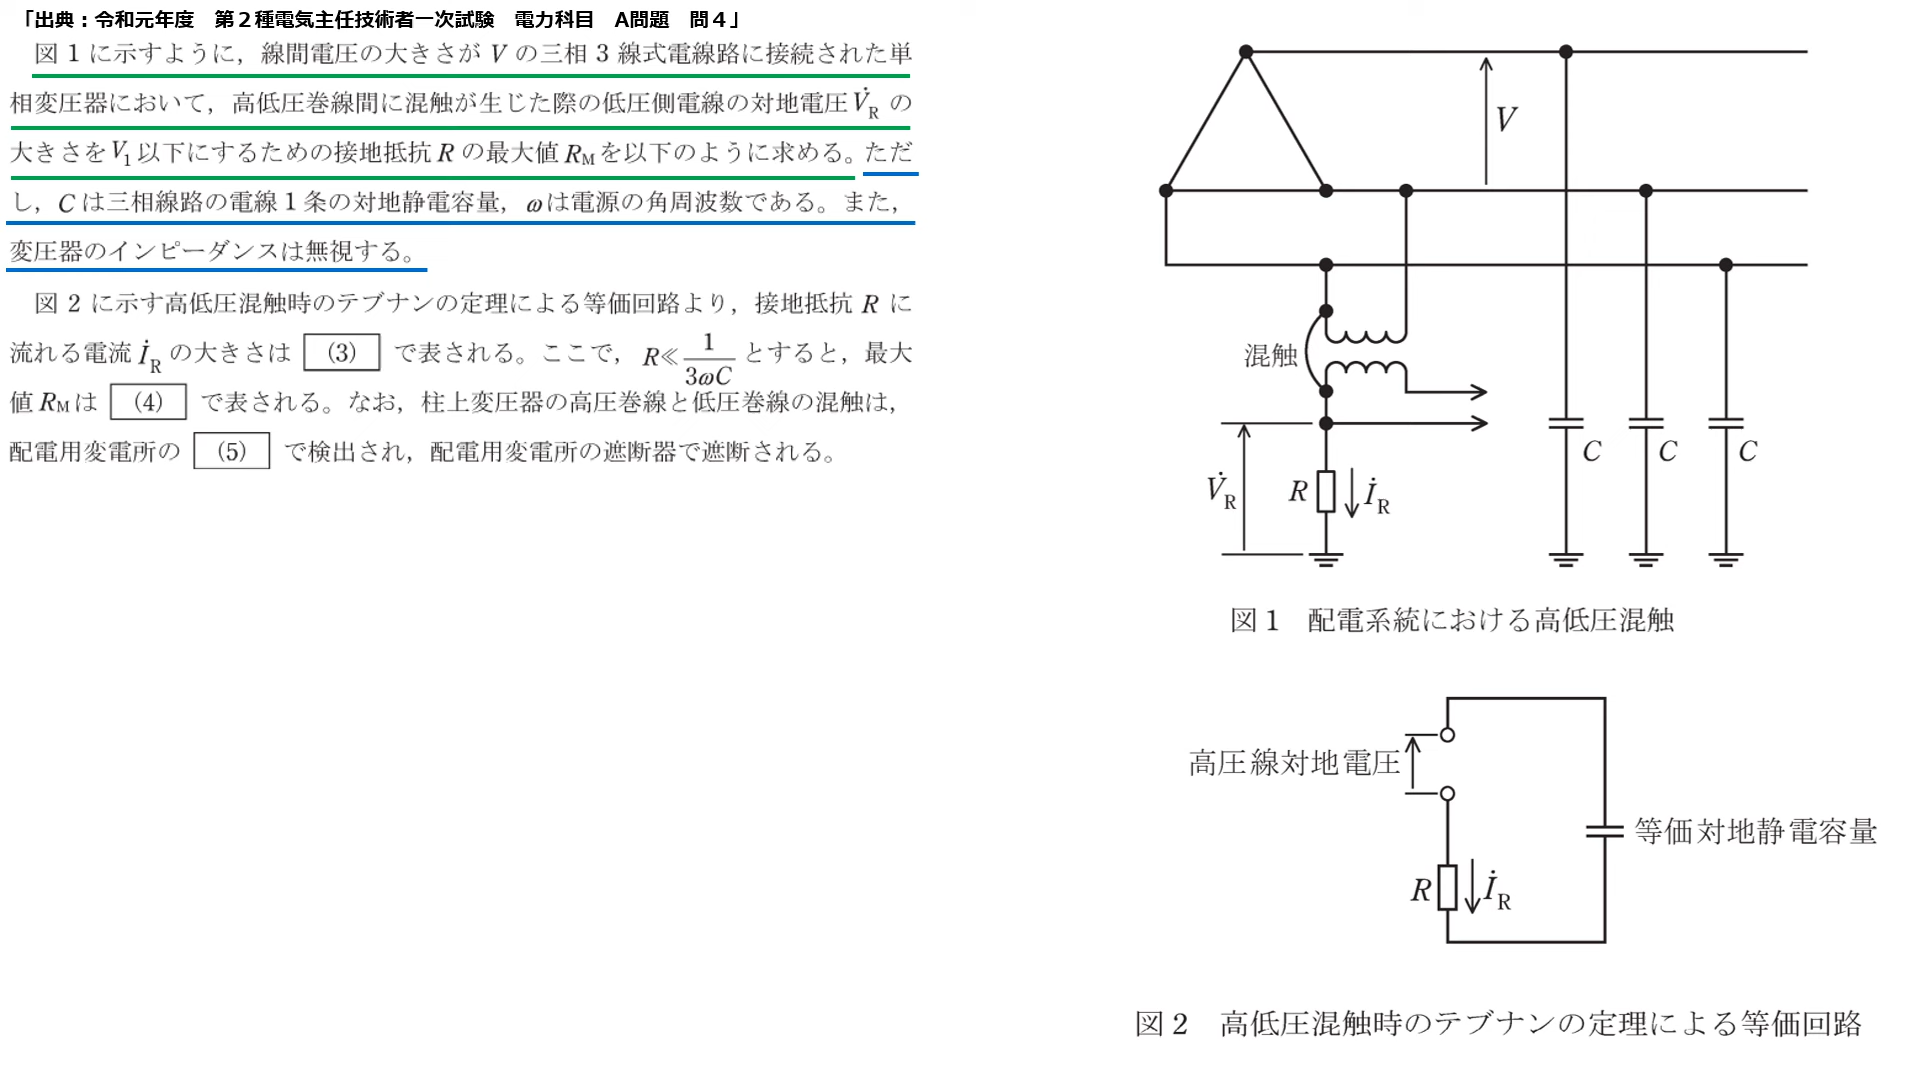 「出典：令和元年度　第２種電気主任技術者一次試験　電力科目　A問題　問４」
図 1 に示すように，線間電圧の大きさが V の三相 3 線式電線路に接続された単
相変圧器において，高低圧巻線間に混触が生じた際の低圧側電線の対地電圧 V̇R の
大きさを V1 以下にするための接地抵抗 R の最大値 RM を以下のように求める。ただ
し，C は三相線路の電線 1 条の対地静電容量，ω は電源の角周波数である。また，
変圧器のインピーダンスは無視する。
図 2 に示す高低圧混触時のテブナンの定理による等価回路より，接地抵抗 R に
流れる電流 İR の大きさは (3) で表される。ここで，R≪1/3ωC とすると，最大
値 RM は (4) で表される。なお，柱上変圧器の高圧巻線と低圧巻線の混触は，
配電用変電所の (5) で検出され，配電用変電所の遮断器で遮断される。
V
混触
V̇R
R
İR
C
C
C
図 1　配電系統における高低圧混触
高圧線対地電圧
等価対地静電容量
R
İR
図 2　高低圧混触時のテブナンの定理による等価回路